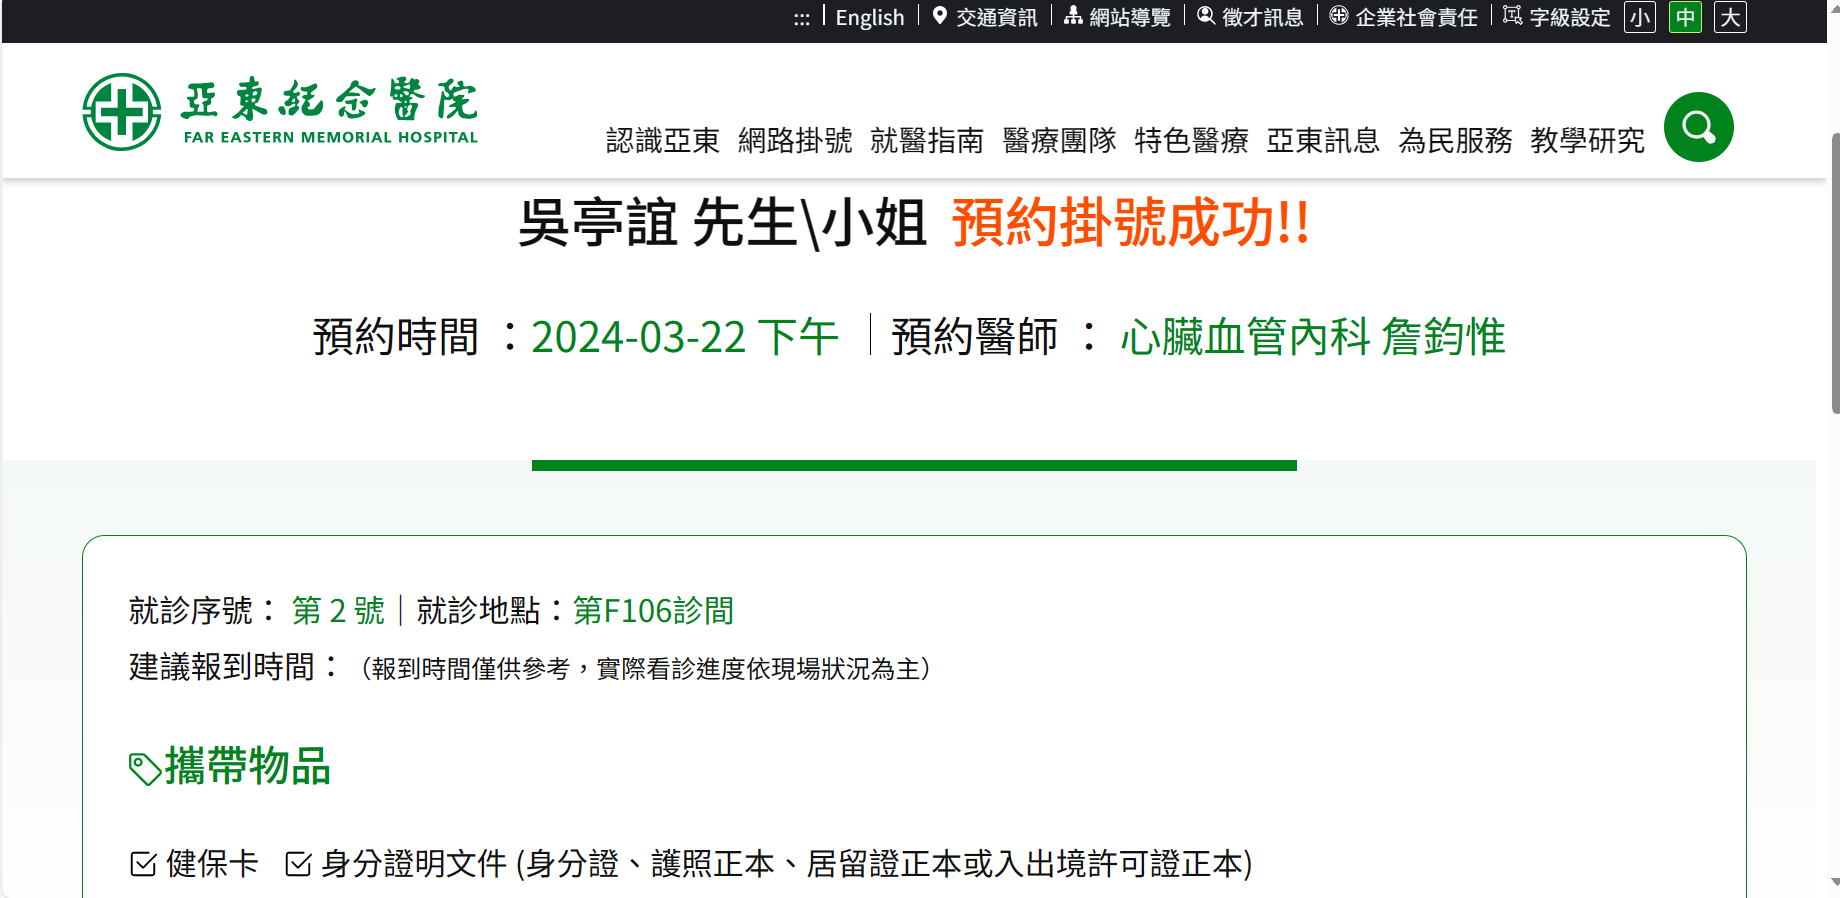 ::: English 交通資訊 網站導覽 徵才訊息 企業社會責任 字級設定 小 中 大
亞東紀念醫院
FAR EASTERN MEMORIAL HOSPITAL
認識亞東 網路掛號 就醫指南 醫療團隊 特色醫療 亞東訊息 為民服務 教學研究
吳亭誼 先生\小姐 預約掛號成功!!
預約時間 ：2024-03-22 下午 ｜預約醫師 ： 心臟血管內科 詹鈞惟
就診序號： 第 2 號｜就診地點：第F106診間
建議報到時間：（報到時間僅供參考，實際看診進度依現場狀況為主）
攜帶物品
健保卡 身分證明文件 (身分證、護照正本、居留證正本或入出境許可證正本)